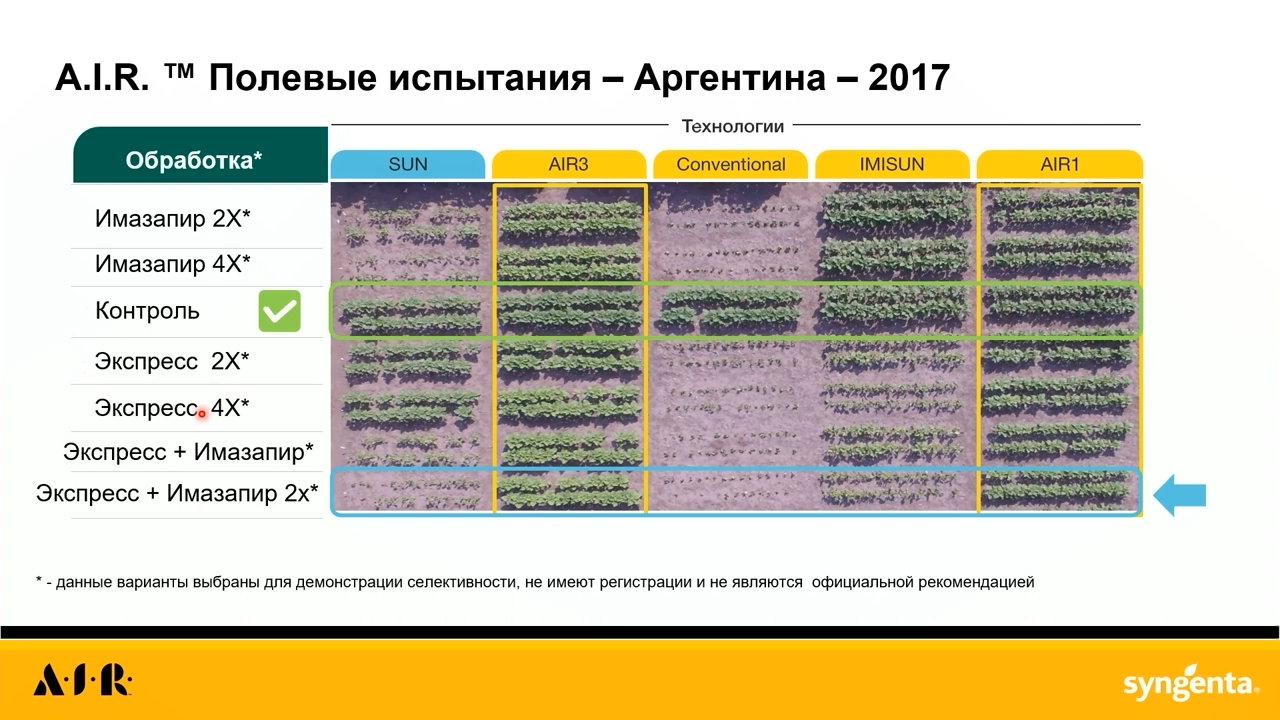 A.I.R. ™ Полевые испытания – Аргентина – 2017
Технологии
Обработка*
SUN
AIR3
Conventional
IMISUN
AIR1
Имазапир 2X*
Имазапир 4X*
Контроль
Экспресс 2X*
Экспресс 4X*
Экспресс + Имазапир*
Экспресс + Имазапир 2x*
* - данные варианты выбраны для демонстрации селективности, не имеют регистрации и не являются официальной рекомендацией
A·I·R·
syngenta